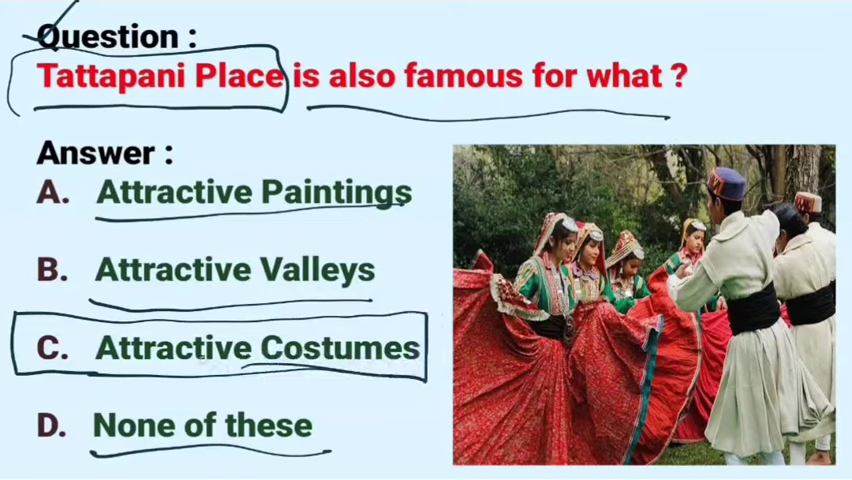 Question :
Tattapani Place is also famous for what ?
Answer :
A. Attractive Paintings
B. Attractive Valleys
C. Attractive Costumes
D. None of these